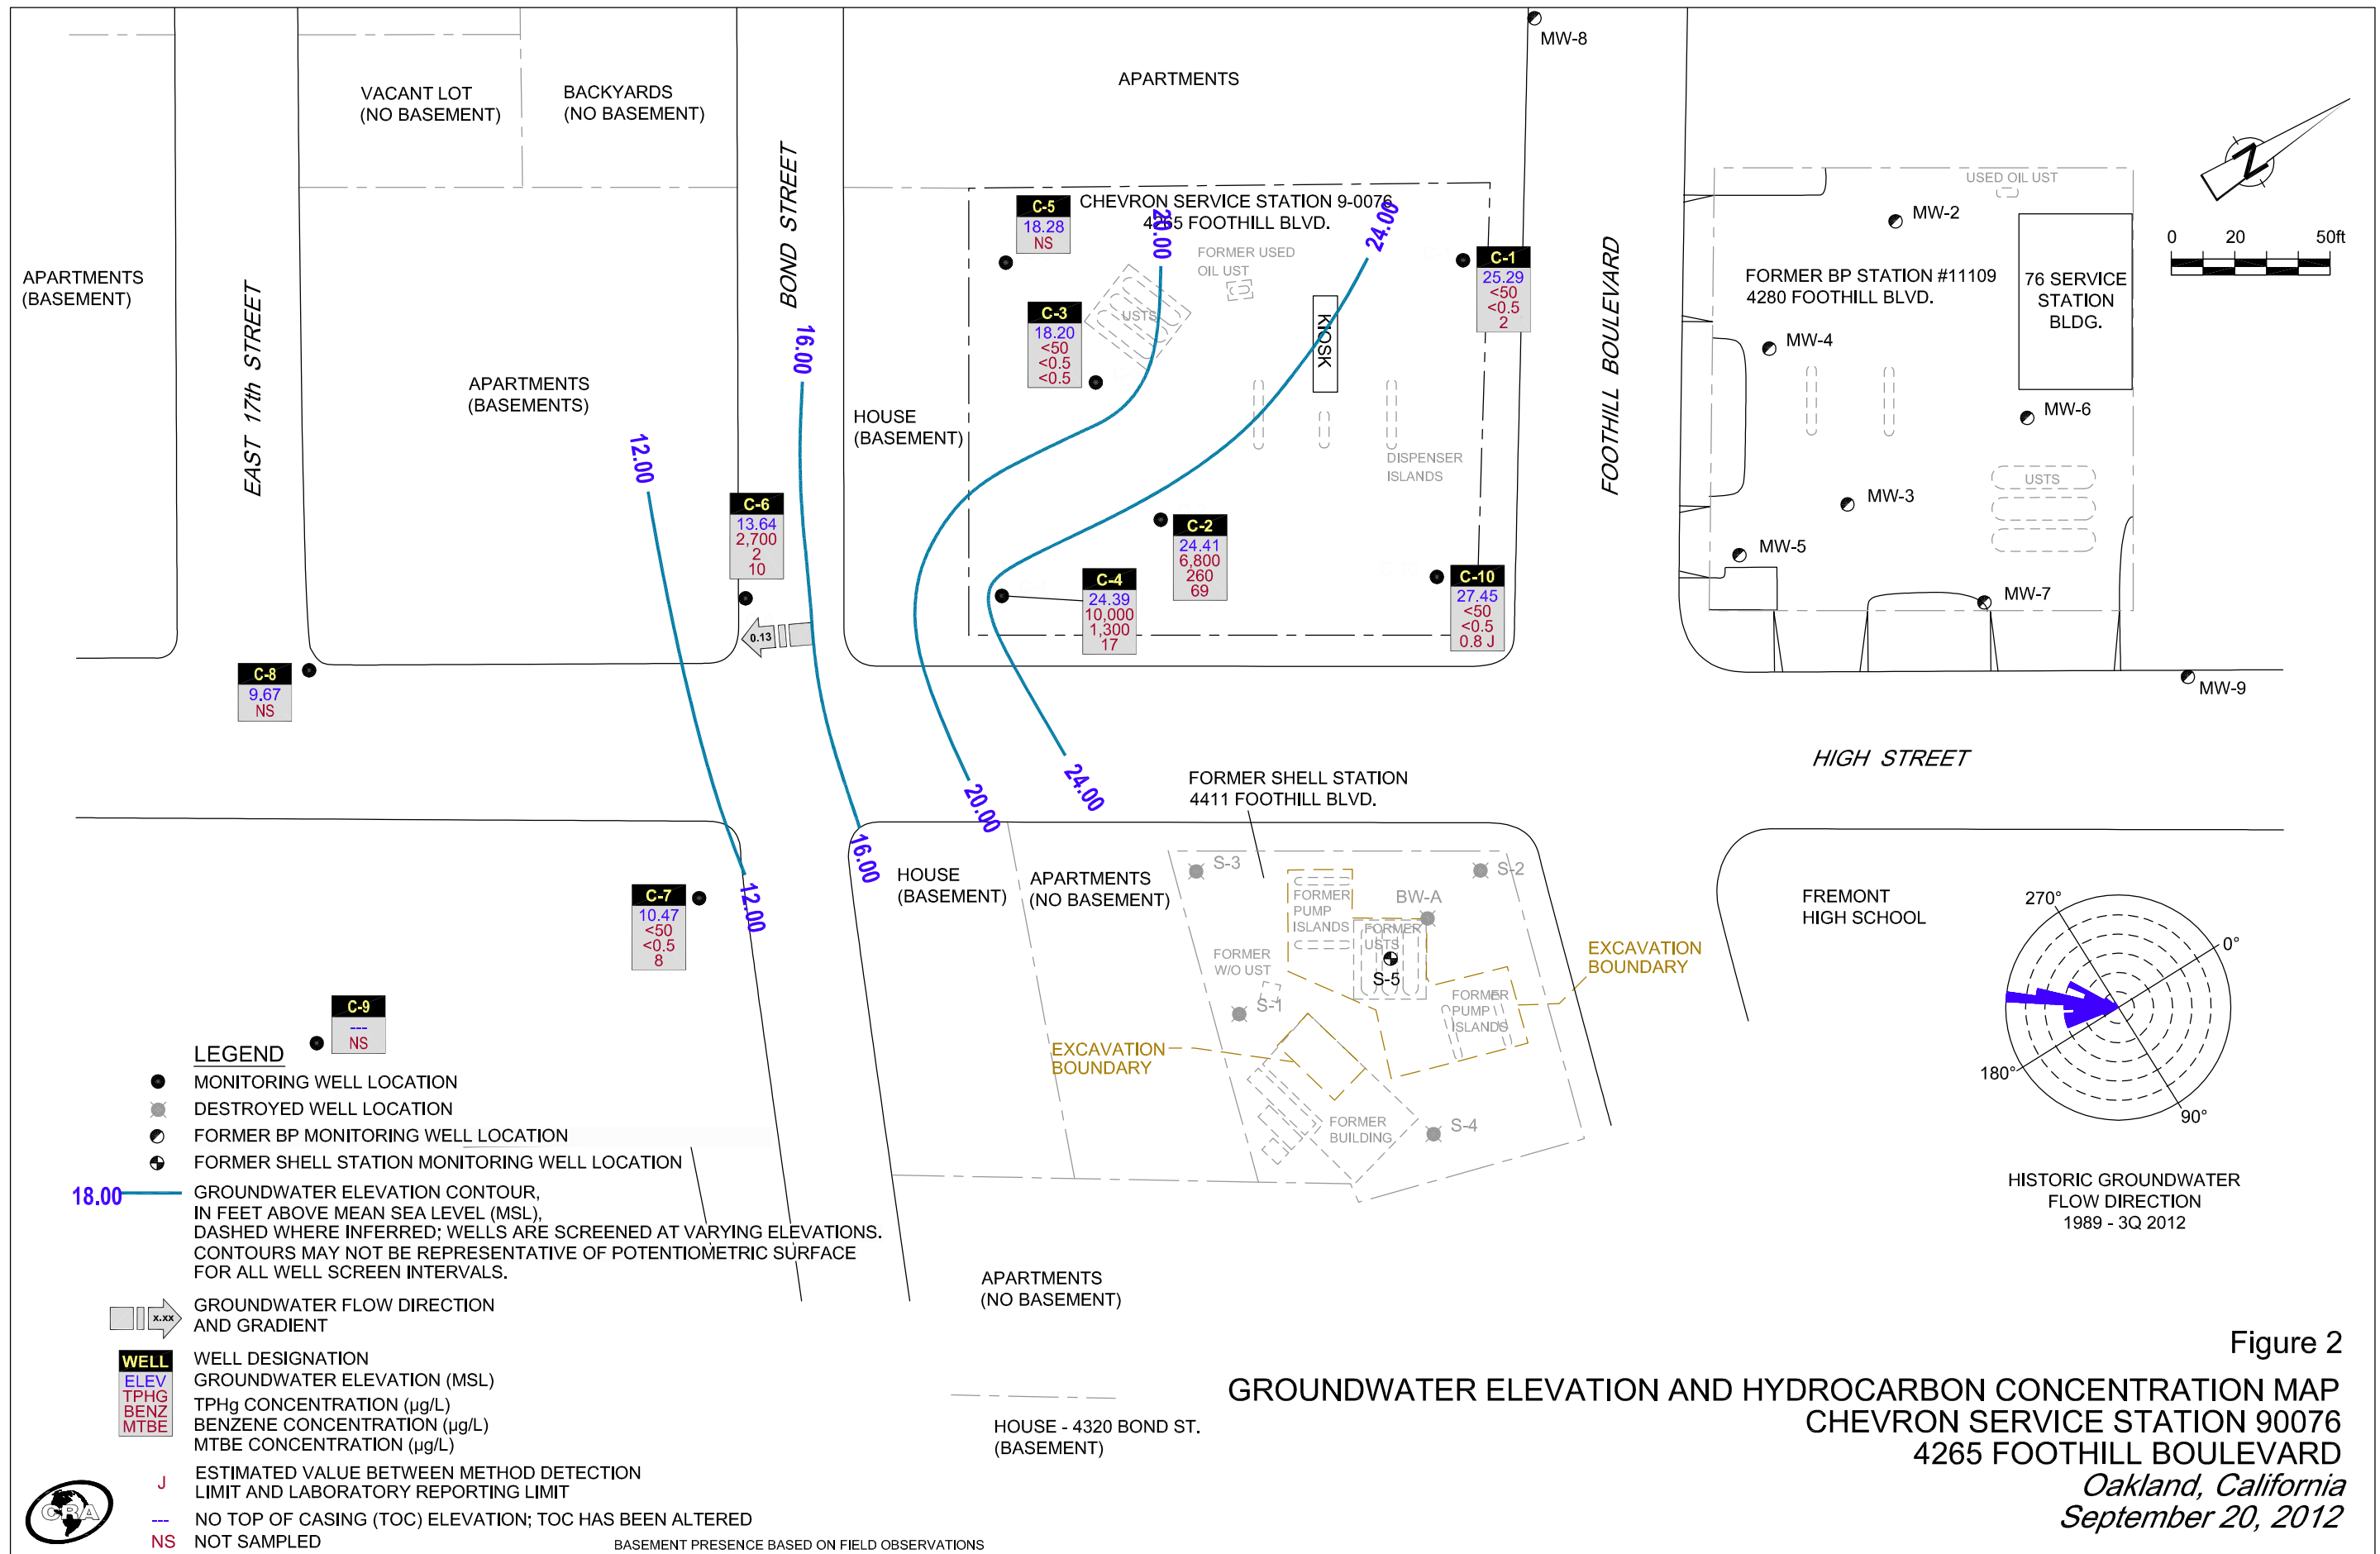 MW-8
VACANT LOT
(NO BASEMENT)
BACKYARDS
(NO BASEMENT)
APARTMENTS
APARTMENTS
(BASEMENT)
EAST 17th STREET
BOND STREET
APARTMENTS
(BASEMENTS)
HOUSE
(BASEMENT)
CHEVRON SERVICE STATION 9-0076
4265 FOOTHILL BLVD.
C-5
18.28
NS
20.00
24.00
FORMER USED
OIL UST
USTS
KIOSK
C-3
18.20
<50
<0.5
<0.5
C-1
25.29
<50
<0.5
2
DISPENSER
ISLANDS
FOOTHILL BOULEVARD
USED OIL UST
MW-2
FORMER BP STATION #11109
4280 FOOTHILL BLVD.
76 SERVICE
STATION
BLDG.
MW-4
MW-6
USTS
MW-3
MW-5
MW-7
MW-9
N
0 20 50ft
16.00
12.00
C-6
13.64
2,700
2
10
0.13
C-2
24.41
6,800
260
69
C-4
24.39
10,000
1,300
17
C-10
27.45
<50
<0.5
0.8 J
C-8
9.67
NS
HIGH STREET
20.00
24.00
16.00
12.00
C-7
10.47
<50
<0.5
8
C-9
---
NS
FORMER SHELL STATION
4411 FOOTHILL BLVD.
HOUSE
(BASEMENT)
APARTMENTS
(NO BASEMENT)
S-3
S-2
BW-A
FORMER
PUMP
ISLANDS
FORMER
USTS
S-5
FORMER
W/O UST
S-1
FORMER
PUMP
ISLANDS
EXCAVATION
BOUNDARY
EXCAVATION
BOUNDARY
FORMER
BUILDING
S-4
FREMONT
HIGH SCHOOL
270°
0°
180°
90°
HISTORIC GROUNDWATER
FLOW DIRECTION
1989 - 3Q 2012
APARTMENTS
(NO BASEMENT)
HOUSE - 4320 BOND ST.
(BASEMENT)
LEGEND
MONITORING WELL LOCATION
DESTROYED WELL LOCATION
FORMER BP MONITORING WELL LOCATION
FORMER SHELL STATION MONITORING WELL LOCATION
18.00 GROUNDWATER ELEVATION CONTOUR,
IN FEET ABOVE MEAN SEA LEVEL (MSL),
DASHED WHERE INFERRED; WELLS ARE SCREENED AT VARYING ELEVATIONS.
CONTOURS MAY NOT BE REPRESENTATIVE OF POTENTIOMETRIC SURFACE
FOR ALL WELL SCREEN INTERVALS.
x.xx GROUNDWATER FLOW DIRECTION
AND GRADIENT
WELL WELL DESIGNATION
ELEV GROUNDWATER ELEVATION (MSL)
TPHG TPHg CONCENTRATION (µg/L)
BENZ BENZENE CONCENTRATION (µg/L)
MTBE MTBE CONCENTRATION (µg/L)
J ESTIMATED VALUE BETWEEN METHOD DETECTION
LIMIT AND LABORATORY REPORTING LIMIT
--- NO TOP OF CASING (TOC) ELEVATION; TOC HAS BEEN ALTERED
NS NOT SAMPLED
BASEMENT PRESENCE BASED ON FIELD OBSERVATIONS
CRA
Figure 2
GROUNDWATER ELEVATION AND HYDROCARBON CONCENTRATION MAP
CHEVRON SERVICE STATION 90076
4265 FOOTHILL BOULEVARD
Oakland, California
September 20, 2012